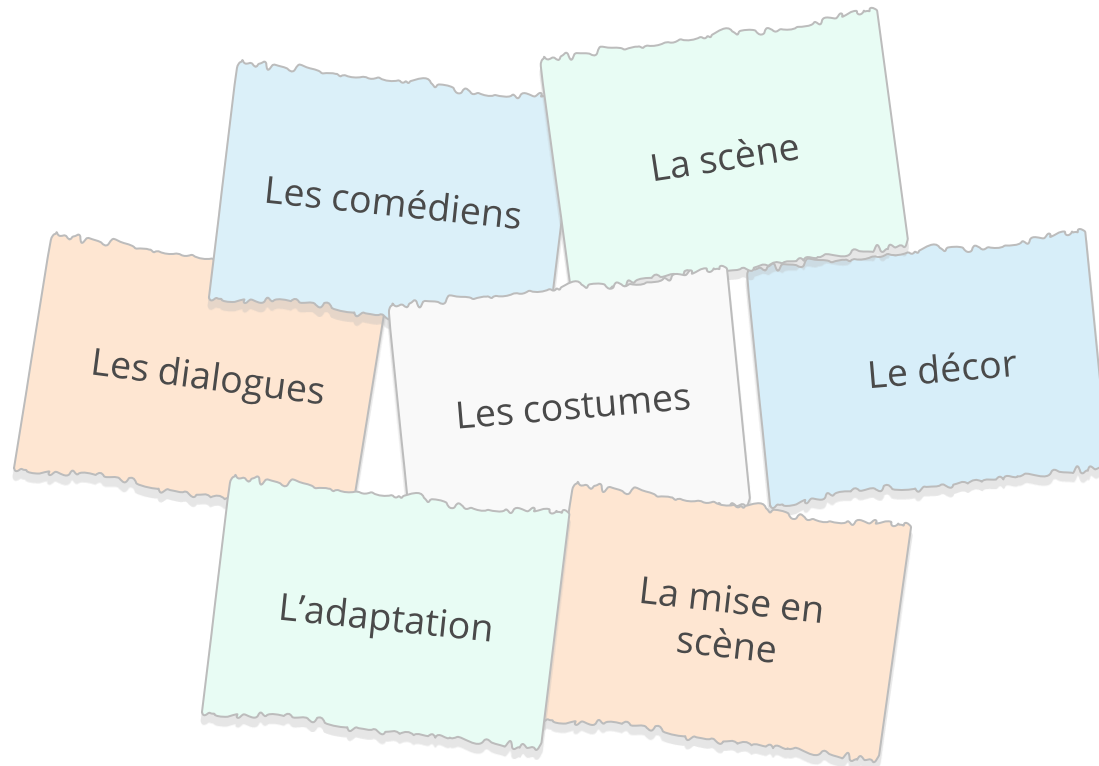 La scène
Les comédiens
Les dialogues
Les costumes
Le décor
L’adaptation
La mise en
scène